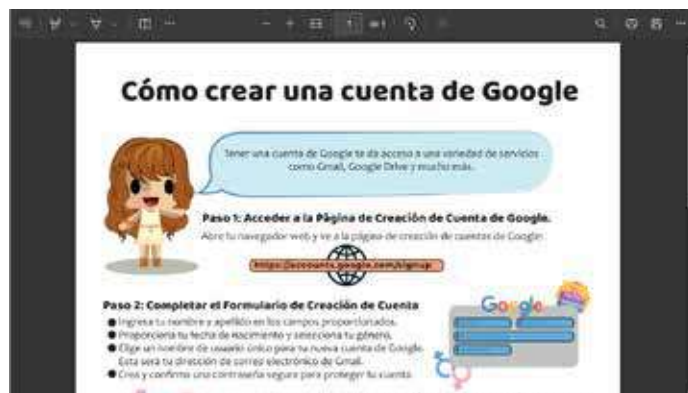 1
Cómo crear una cuenta de Google
Tener una cuenta de Google te da acceso a una variedad de servicios
como Gmail, Google Drive y mucho más.
Paso 1: Acceder a la Página de Creación de Cuenta de Google.
Abre tu navegador web y ve a la página de creación de cuentas de Google:
https://accounts.google.com/signup
Paso 2: Completar el Formulario de Creación de Cuenta
Google
Ingresa tu nombre y apellido en los campos proporcionados.
Proporciona tu fecha de nacimiento y selecciona tu género.
Elige un nombre de usuario único para tu nueva cuenta de Google.
Esta será tu dirección de correo electrónico de Gmail.
Crea y confirma una contraseña segura para proteger tu cuenta.